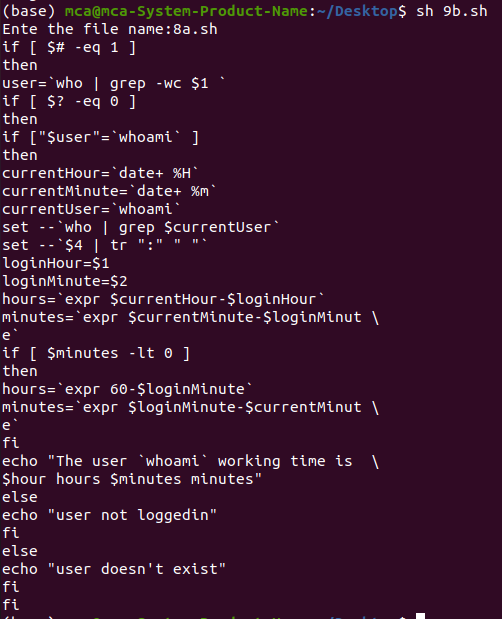 (base) mca@mca-System-Product-Name:~/Desktop$ sh 9b.sh
Ente the file name:8a.sh
if [ $# -eq 1 ]
then
user=`who | grep -wc $1 `
if [ $? -eq 0 ]
then
if ["$user"=`whoami` ]
then
currentHour=`date+ %H`
currentMinute=`date+ %m`
currentUser=`whoami`
set --`who | grep $currentUser`
set --`$4 | tr ":" " "`
loginHour=$1
loginMinute=$2
hours=`expr $currentHour-$loginHour`
minutes=`expr $currentMinute-$loginMinut \
e`
if [ $minutes -lt 0 ]
then
hours=`expr 60-$loginMinute`
minutes=`expr $loginMinute-$currentMinut \
e`
fi
echo "The user `whoami` working time is  \
$hour hours $minutes minutes"
else
echo "user not loggedin"
fi
else
echo "user doesn't exist"
fi
fi